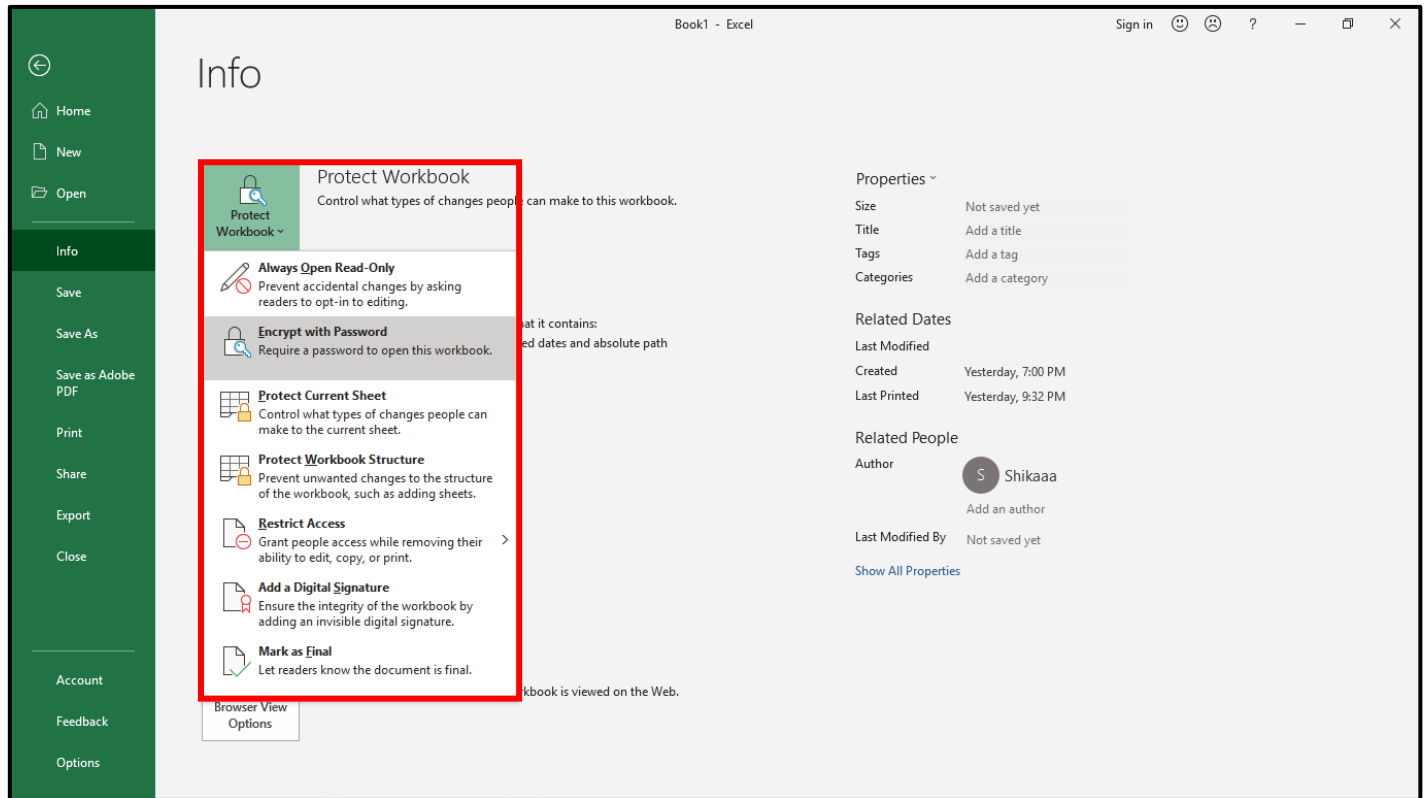 Book1 - Excel
Sign in
?
Info
Home
New
Open
Info
Save
Save As
Save as Adobe
PDF
Print
Share
Export
Close
Account
Feedback
Options
Protect
Workbook
Protect Workbook
Control what types of changes people can make to this workbook.
Always Open Read-Only
Prevent accidental changes by asking
readers to opt-in to editing.
Encrypt with Password
Require a password to open this workbook.
Protect Current Sheet
Control what types of changes people can
make to the current sheet.
Protect Workbook Structure
Prevent unwanted changes to the structure
of the workbook, such as adding sheets.
Restrict Access
Grant people access while removing their
ability to edit, copy, or print.
Add a Digital Signature
Ensure the integrity of the workbook by
adding an invisible digital signature.
Mark as Final
Let readers know the document is final.
it contains:
dates and absolute path
is viewed on the Web.
Browser View
Options
Properties
Size Not saved yet
Title Add a title
Tags Add a tag
Categories Add a category
Related Dates
Last Modified
Created Yesterday, 7:00 PM
Last Printed Yesterday, 9:32 PM
Related People
Author
S Shikaaa
Add an author
Last Modified By Not saved yet
Show All Properties